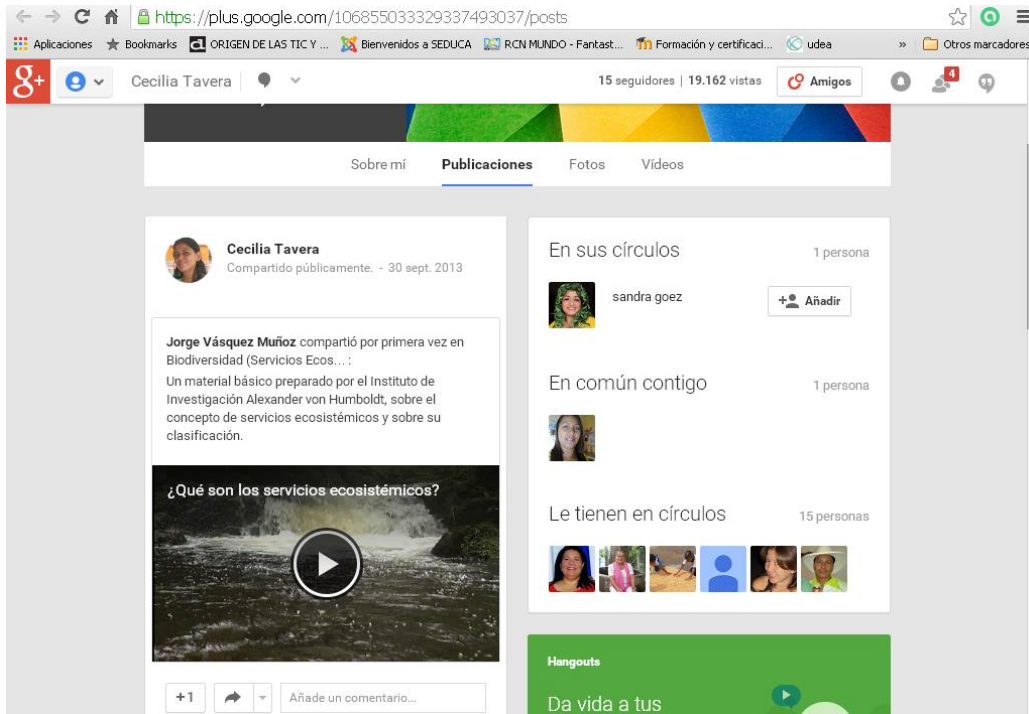 https://plus.google.com/106855033329337493037/posts
Aplicaciones Bookmarks ORIGEN DE LAS TIC Y ... Bienvenidos a SEDUCA RCN MUNDO - Fantast... Formación y certificaci... udea » Otros marcadores
8+ Cecilia Tavera 15 seguidores | 19.162 vistas Amigos 4
Sobre mí Publicaciones Fotos Vídeos
Cecilia Tavera
Compartido públicamente. - 30 sept. 2013
Jorge Vásquez Muñoz compartió por primera vez en
Biodiversidad (Servicios Ecos... :
Un material básico preparado por el Instituto de
Investigación Alexander von Humboldt, sobre el
concepto de servicios ecosistémicos y sobre su
clasificación.
¿Qué son los servicios ecosistémicos?
+1 Añade un comentario...
En sus círculos 1 persona
sandra goez Añadir
En común contigo 1 persona
Le tienen en círculos 15 personas
Hangouts
Da vida a tus